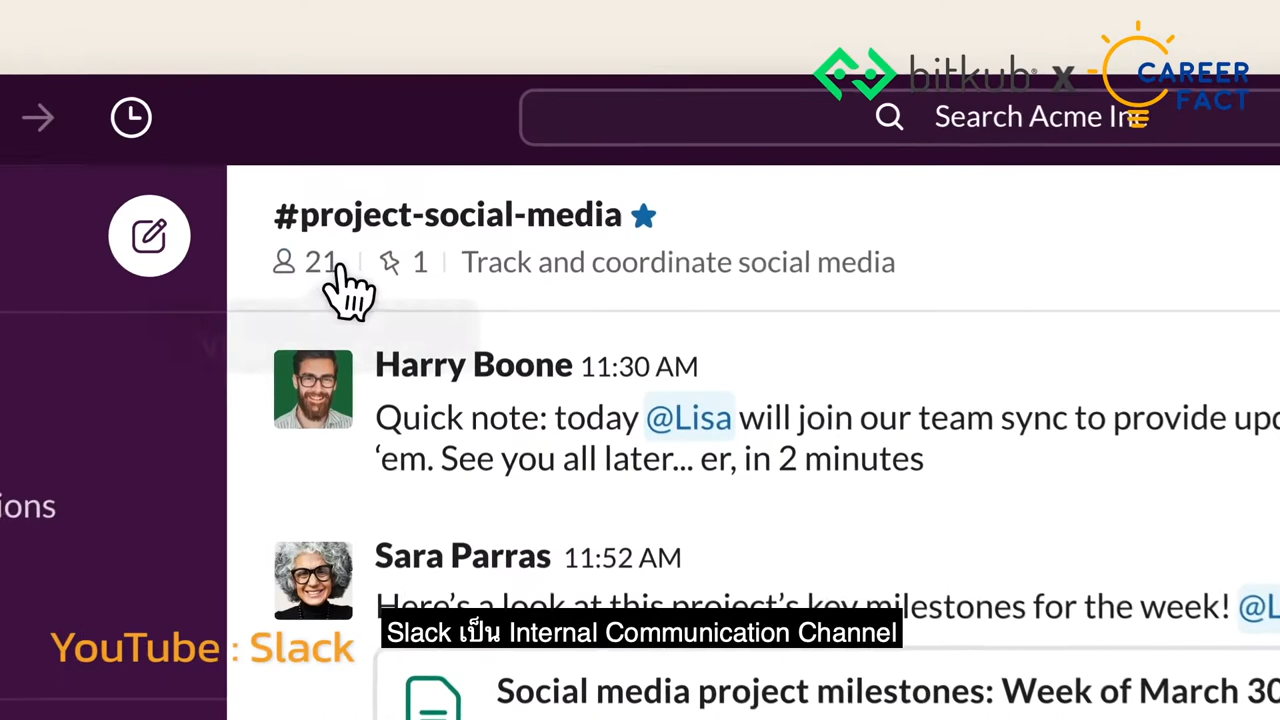 bitkub® x CAREER FACT
Search Acme Inc
#project-social-media
21 1 Track and coordinate social media
Harry Boone 11:30 AM
Quick note: today @Lisa will join our team sync to provide
'em. See you all later... er, in 2 minutes
ions
Sara Parras 11:52 AM
Here's a look at this project's key milestones for the week!
Slack เป็น Internal Communication Channel
YouTube : Slack
Social media project milestones: Week of March 30